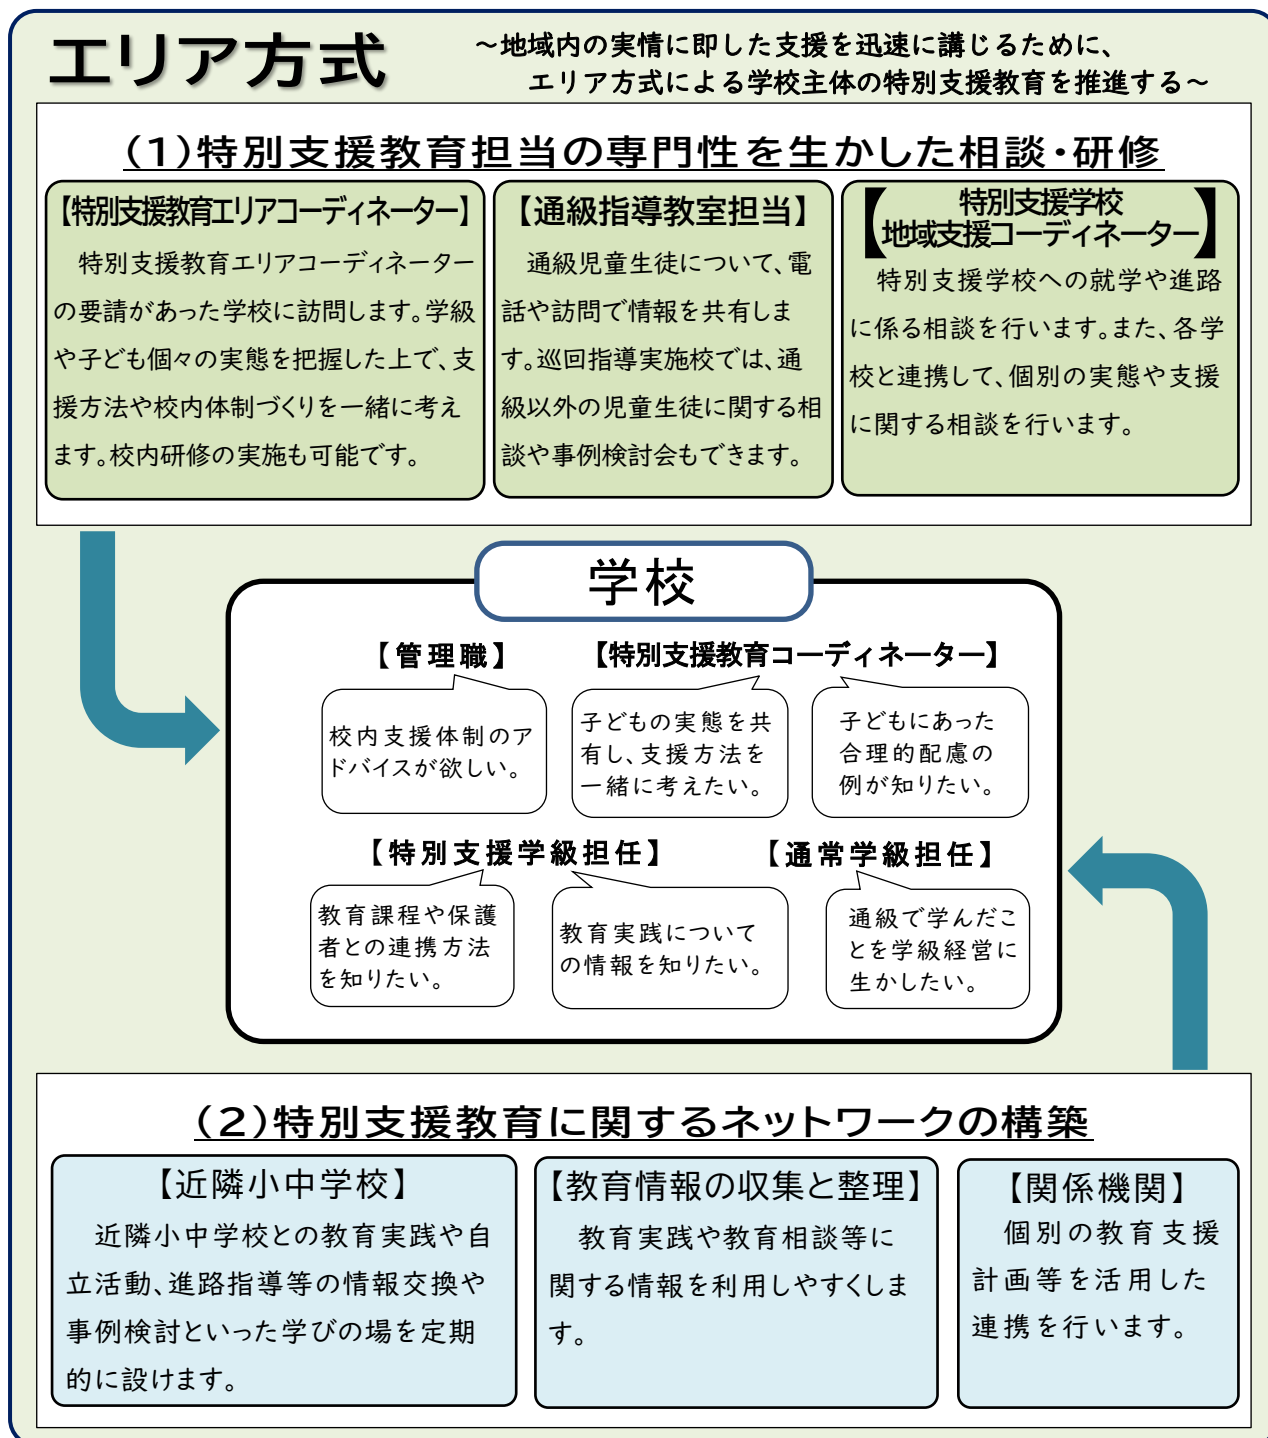 エリア方式
～地域内の実情に即した支援を迅速に講じるために、
エリア方式による学校主体の特別支援教育を推進する～
(1)特別支援教育担当の専門性を生かした相談・研修
【特別支援教育エリアコーディネーター】
特別支援教育エリアコーディネーター
の要請があった学校に訪問します。学級
や子ども個々の実態を把握した上で、支
援方法や校内体制づくりを一緒に考え
ます。校内研修の実施も可能です。
【通級指導教室担当】
通級児童生徒について、電
話や訪問で情報を共有しま
す。巡回指導実施校では、通
級以外の児童生徒に関する相
談や事例検討会もできます。
【特別支援学校
地域支援コーディネーター】
特別支援学校への就学や進路
に係る相談を行います。また、各学
校と連携して、個別の実態や支援
に関する相談を行います。
学校
【管理職】
校内支援体制のア
ドバイスが欲しい。
【特別支援教育コーディネーター】
子どもの実態を共
有し、支援方法を
一緒に考えたい。
子どもにあった
合理的配慮の
例が知りたい。
【特別支援学級担任】
教育課程や保護
者との連携方法
を知りたい。
教育実践について
の情報を知りたい。
【通常学級担任】
通級で学んだこ
とを学級経営に
生かしたい。
(2)特別支援教育に関するネットワークの構築
【近隣小中学校】
近隣小中学校との教育実践や自
立活動、進路指導等の情報交換や
事例検討といった学びの場を定期
的に設けます。
【教育情報の収集と整理】
教育実践や教育相談等に
関する情報を利用しやすくしま
す。
【関係機関】
個別の教育支援
計画等を活用した
連携を行います。